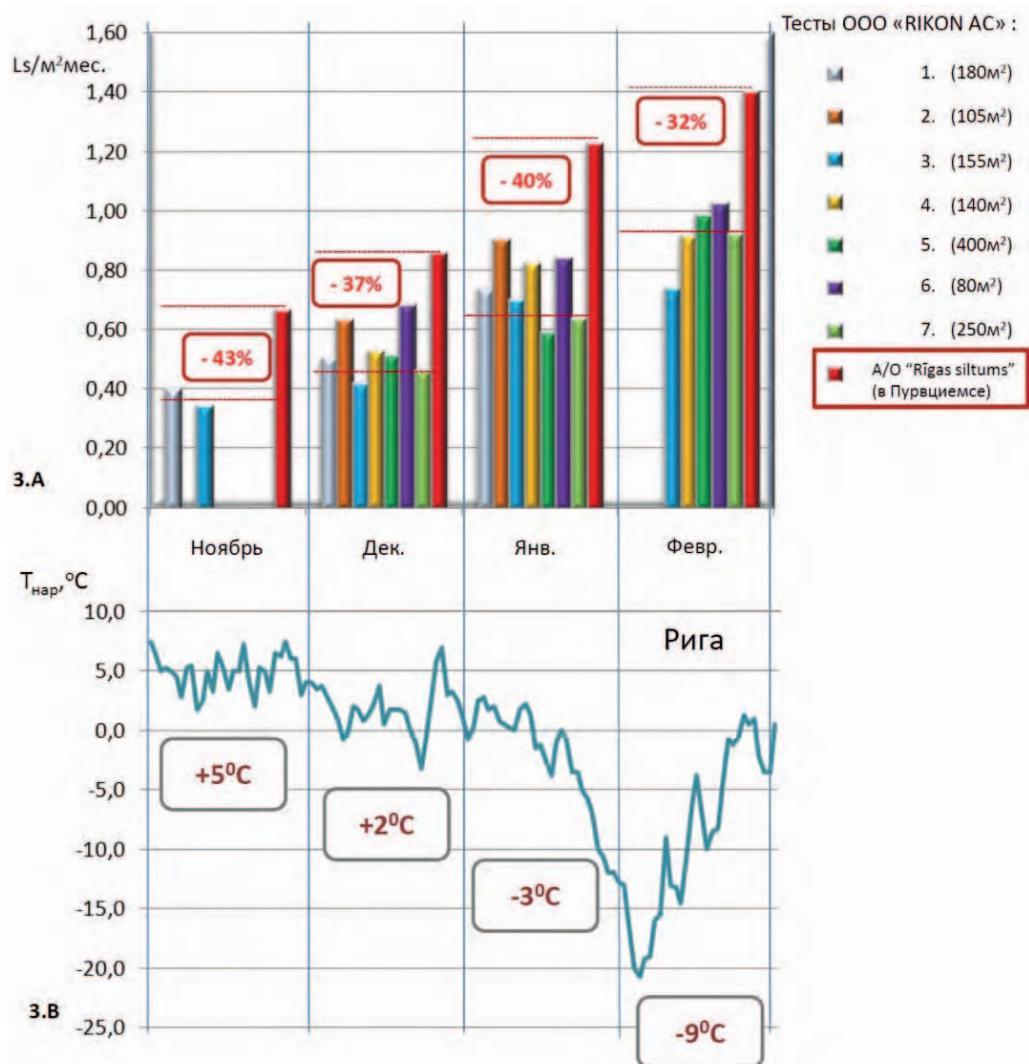 Тесты ООО «RIKON AC» :
1. (180м²)
2. (105м²)
3. (155м²)
4. (140м²)
5. (400м²)
6. (80м²)
7. (250м²)
А/О “Rīgas siltums”
(в Пурвциемсе)
Ls/м²мес.
1,60
1,40
1,20
1,00
0,80
0,60
0,40
0,20
0,00
- 43%
- 37%
- 40%
- 32%
3.A
Ноябрь Дек. Янв. Февр.
Tнар,°C
10,0
5,0
0,0
-5,0
-10,0
-15,0
-20,0
-25,0
Рига
+5⁰C
+2⁰C
-3⁰C
-9⁰C
3.B